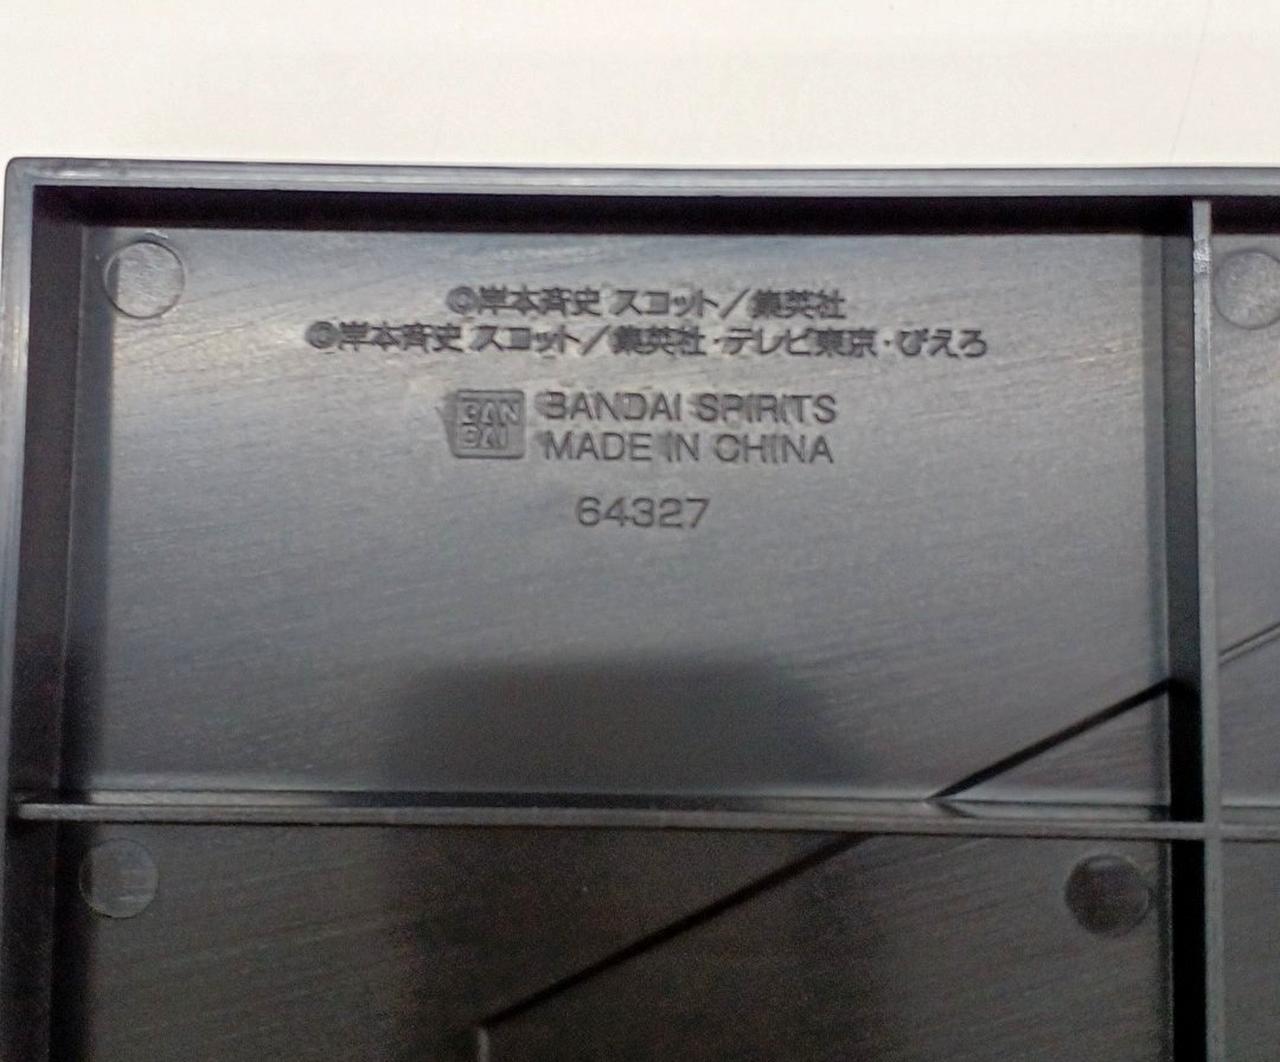 ©岸本斉史 スコット／集英社
©岸本斉史 スコット／集英社・テレビ東京・ぴえろ
BAN
DAI
BANDAI SPIRITS
MADE IN CHINA
64327